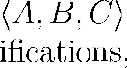 ⟨A, B, C⟩
ifications,